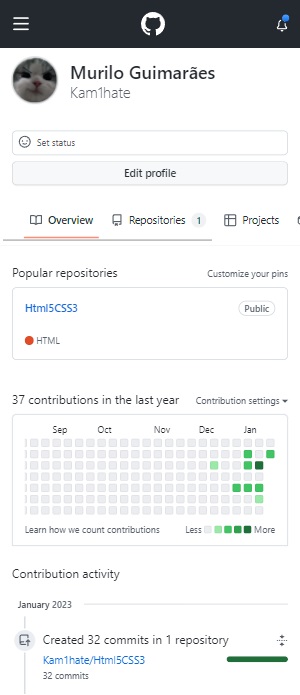 Murilo Guimarães
Kam1hate
Set status
Edit profile
Overview Repositories 1 Projects
Popular repositories Customize your pins
Html5CSS3 Public
HTML
37 contributions in the last year Contribution settings
Sep Oct Nov Dec Jan
Learn how we count contributions Less More
Contribution activity
January 2023
Created 32 commits in 1 repository
Kam1hate/Html5CSS3
32 commits